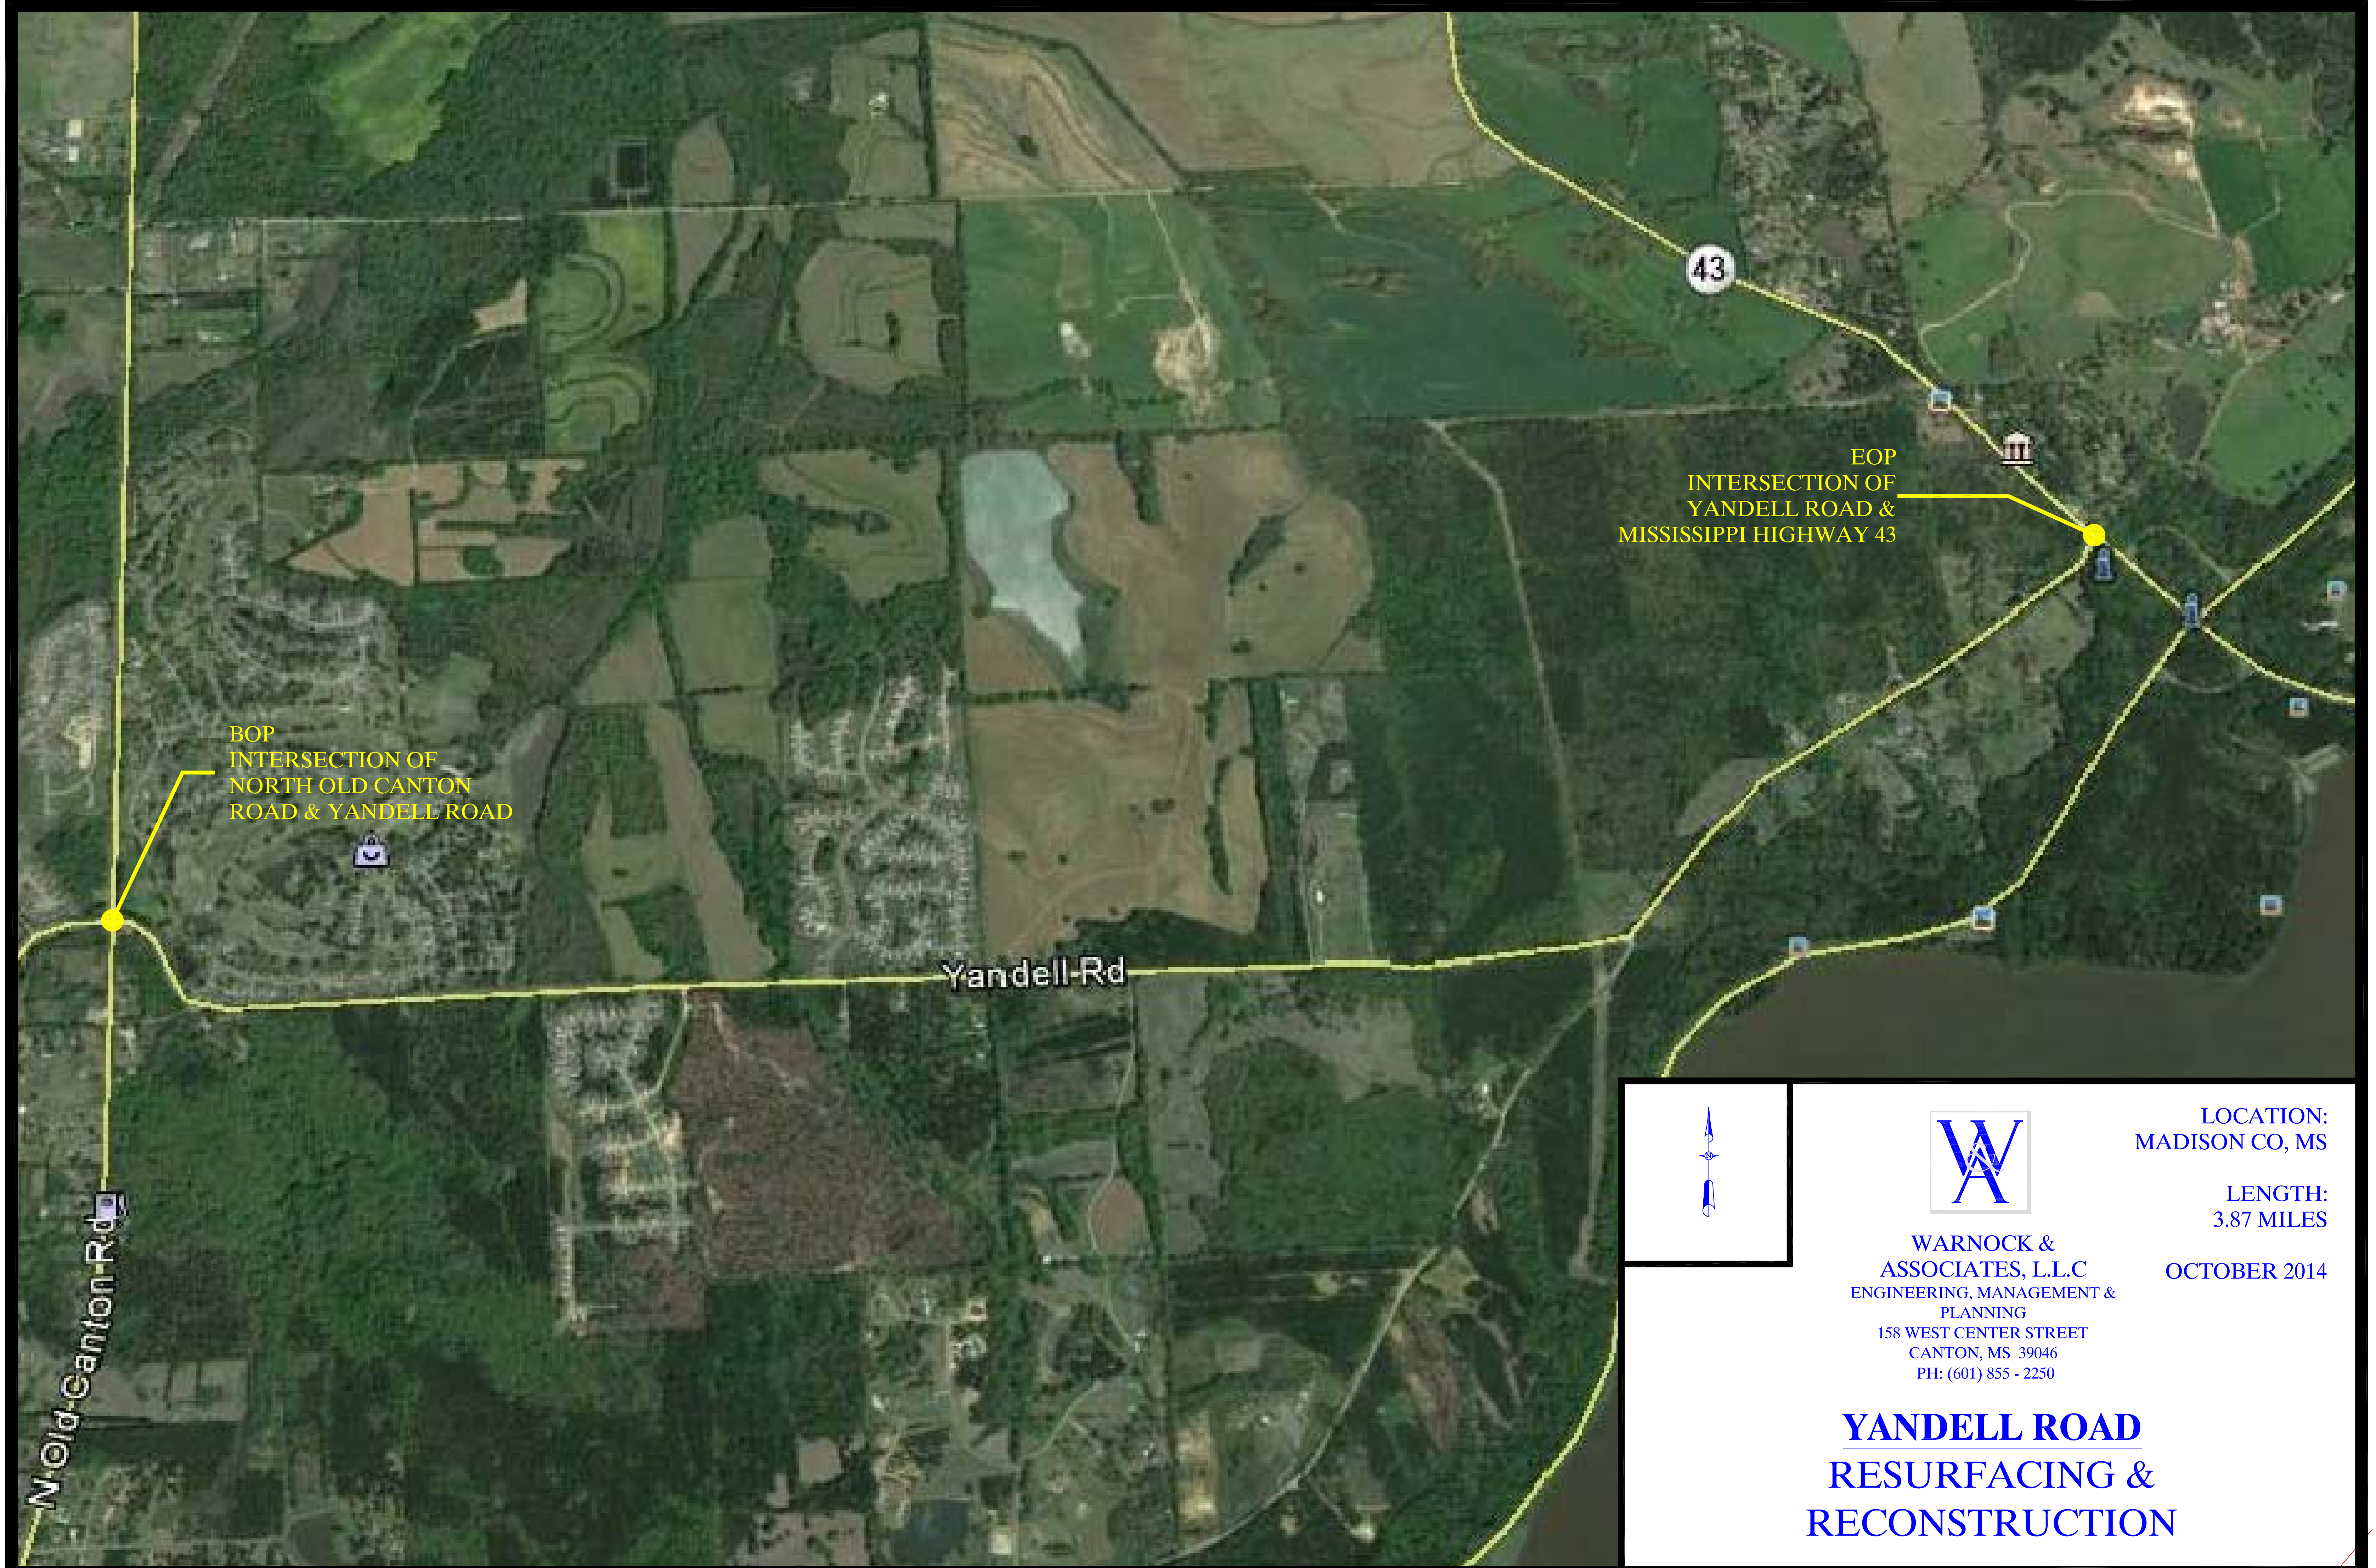 43
EOP
INTERSECTION OF
YANDELL ROAD &
MISSISSIPPI HIGHWAY 43
BOP
INTERSECTION OF
NORTH OLD CANTON
ROAD & YANDELL ROAD
Yandell Rd
N Old Canton Rd
N
WA
LOCATION:
MADISON CO, MS
LENGTH:
3.87 MILES
OCTOBER 2014
WARNOCK &
ASSOCIATES, L.L.C
ENGINEERING, MANAGEMENT &
PLANNING
158 WEST CENTER STREET
CANTON, MS 39046
PH: (601) 855 - 2250
YANDELL ROAD
RESURFACING &
RECONSTRUCTION